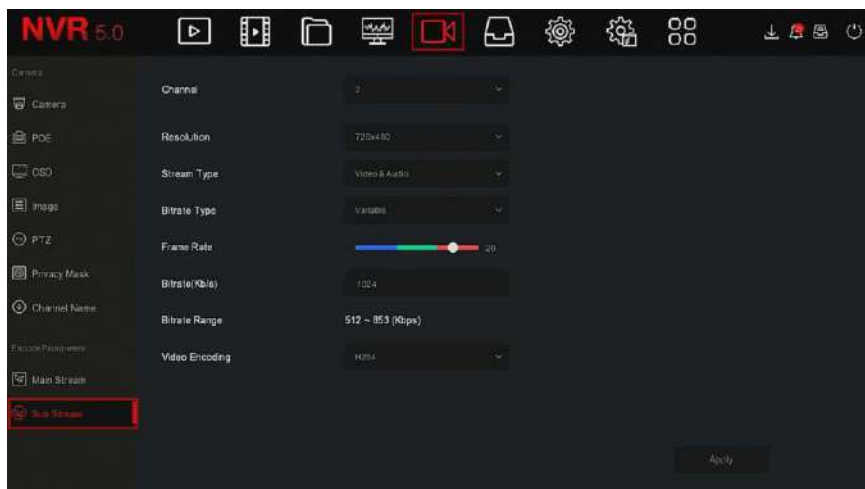 NVR 5.0
Camera
Camera
POE
OSD
Image
PTZ
Privacy Mask
Channel Name
Encode Parameters
Main Stream
Sub Stream
Channel 2
Resolution 720x480
Stream Type Video & Audio
Bitrate Type Variable
Frame Rate 20
Bitrate(Kb/s) 1024
Bitrate Range 512 ~ 853 (Kbps)
Video Encoding H264
Apply